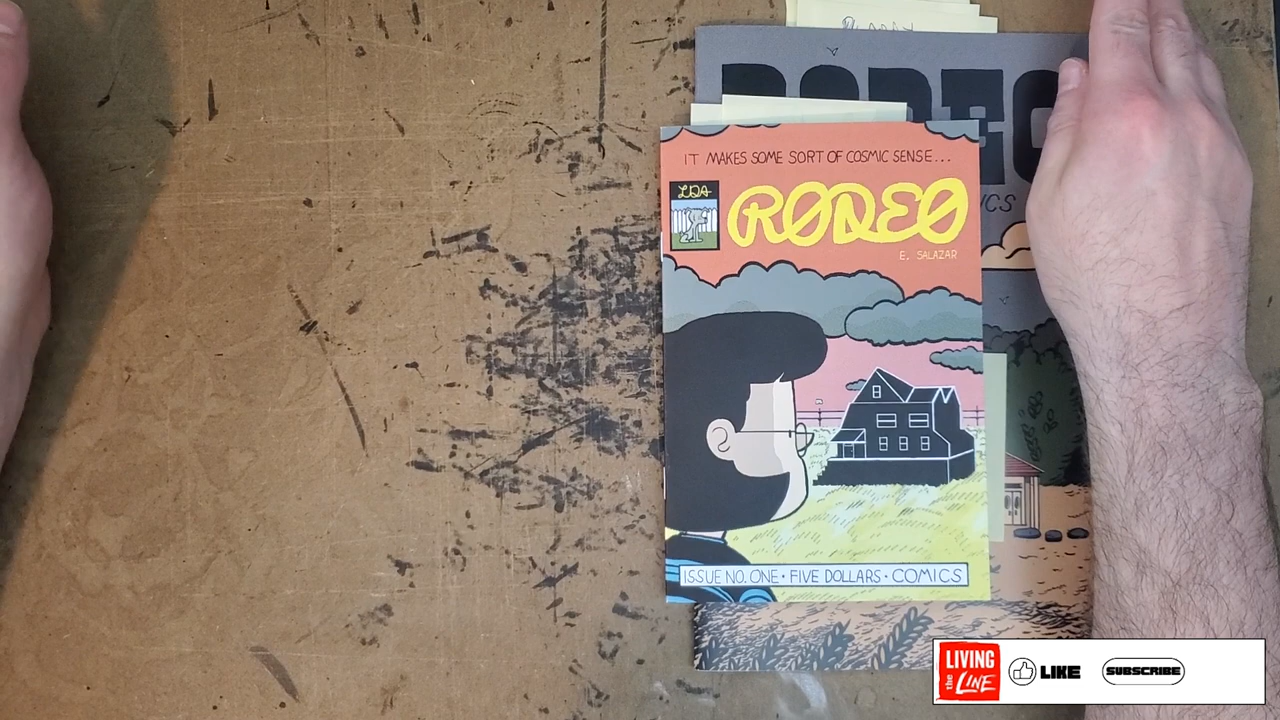 RODEO
IT MAKES SOME SORT OF COSMIC SENSE...
LDA
RODEO
E. SALAZAR
ISSUE NO. ONE • FIVE DOLLARS • COMICS
LIVING
the LINE
LIKE
SUBSCRIBE